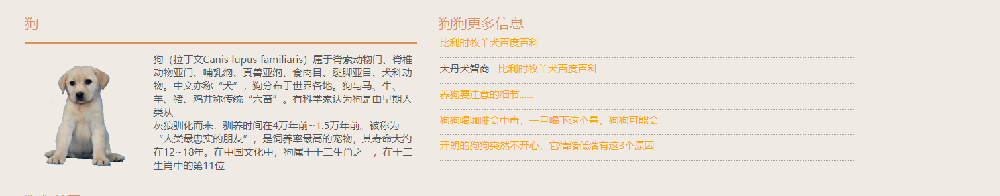 狗
狗（拉丁文Canis lupus familiaris）属于脊索动物门、脊椎
动物亚门、哺乳纲、真兽亚纲、食肉目、裂脚亚目、犬科动
物。中文亦称“犬”，狗分布于世界各地。狗与马、牛、
羊、猪、鸡并称传统“六畜”。有科学家认为狗是由早期人
类从
灰狼驯化而来，驯养时间在4万年前~1.5万年前。被称为
“人类最忠实的朋友”，是饲养率最高的宠物，其寿命大约
在12~18年。在中国文化中，狗属于十二生肖之一，在十二
生肖中的第11位
狗狗更多信息
比利时牧羊犬百度百科
大丹犬智商 比利时牧羊犬百度百科
养狗要注意的细节......
狗狗喝咖啡会中毒，一旦喝下这个量，狗狗可能会
开朗的狗狗突然不开心，它情绪低落有这3个原因